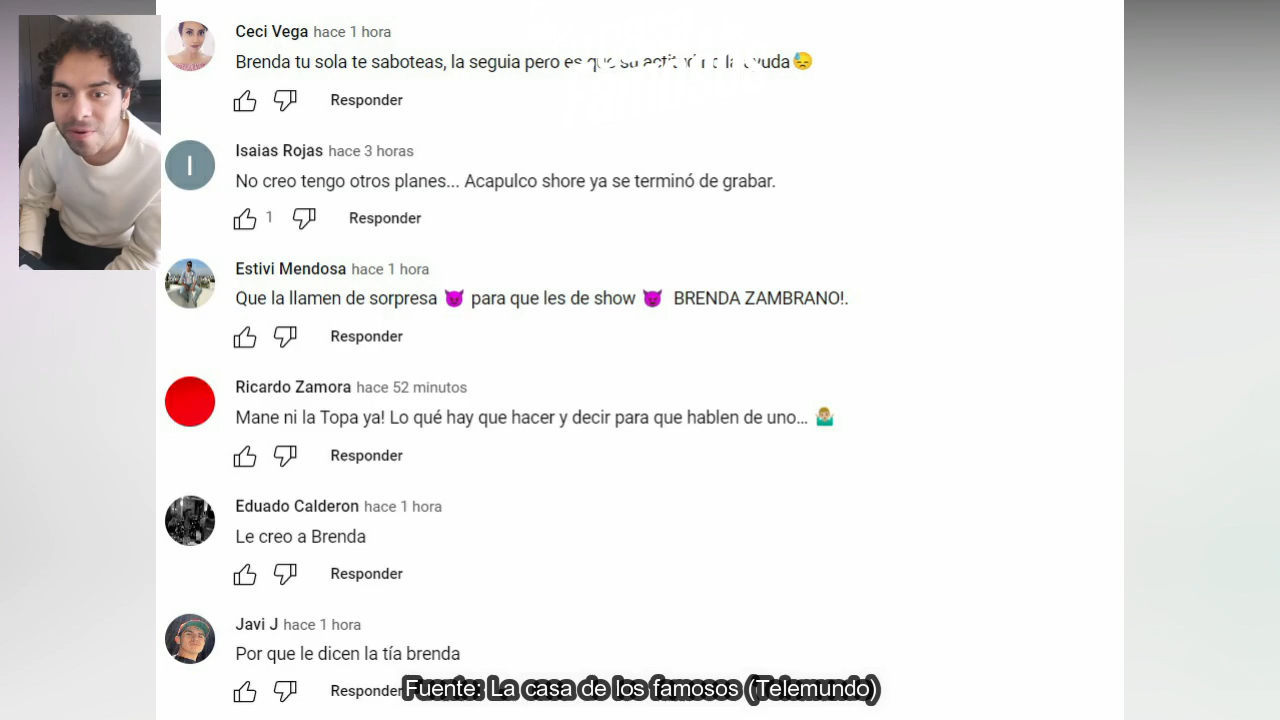 Ceci Vega hace 1 hora
Brenda tu sola te saboteas, la seguia pero es que su actitud no la ayuda😓
Responder
I
Isaias Rojas hace 3 horas
No creo tengo otros planes... Acapulco shore ya se terminó de grabar.
1 Responder
Estivi Mendosa hace 1 hora
Que la llamen de sorpresa 😈 para que les de show 😈 BRENDA ZAMBRANO!.
Responder
Ricardo Zamora hace 52 minutos
Mane ni la Topa ya! Lo qué hay que hacer y decir para que hablen de uno... 🤷🏼‍♂️
Responder
Eduado Calderon hace 1 hora
Le creo a Brenda
Responder
Javi J hace 1 hora
Por que le dicen la tía brenda
Responder
Fuente: La casa de los famosos (Telemundo)